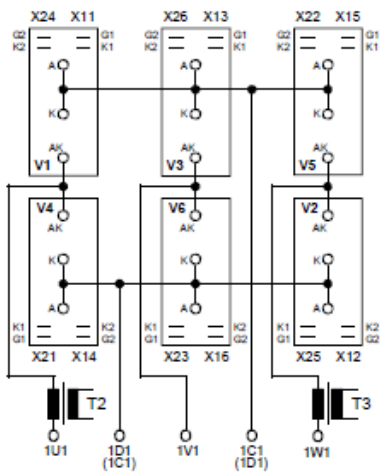 X24 X11 X26 X13 X22 X15
G2 G1 G2 G1 G2 G1
K2 K1 K2 K1 K2 K1
A A A
K K K
AK AK AK
V1 V3 V5
V4 V6 V2
AK AK AK
K K K
A A A
K1 K2 K1 K2 K1 K2
G1 G2 G1 G2 G1 G2
X21 X14 X23 X16 X25 X12
T2 T3
1U1 1D1 1V1 1C1 1W1
(1C1) (1D1)